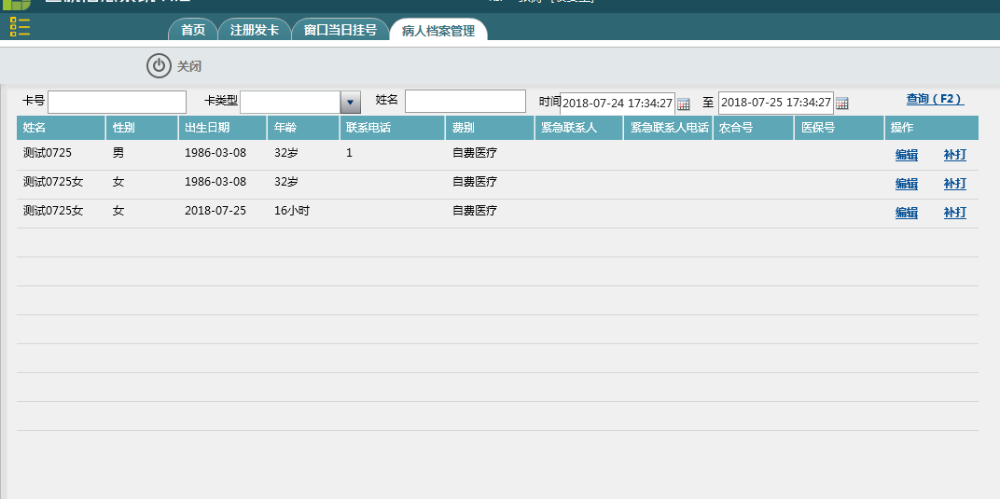 首页 注册发卡 窗口当日挂号 病人档案管理
关闭
卡号 卡类型 姓名 时间 2018-07-24 17:34:27 至 2018-07-25 17:34:27 查询（F2）
姓名 性别 出生日期 年龄 联系电话 费别 紧急联系人 紧急联系人电话 农合号 医保号 操作
测试0725 男 1986-03-08 32岁 1 自费医疗 编辑 补打
测试0725女 女 1986-03-08 32岁 自费医疗 编辑 补打
测试0725女 女 2018-07-25 16小时 自费医疗 编辑 补打